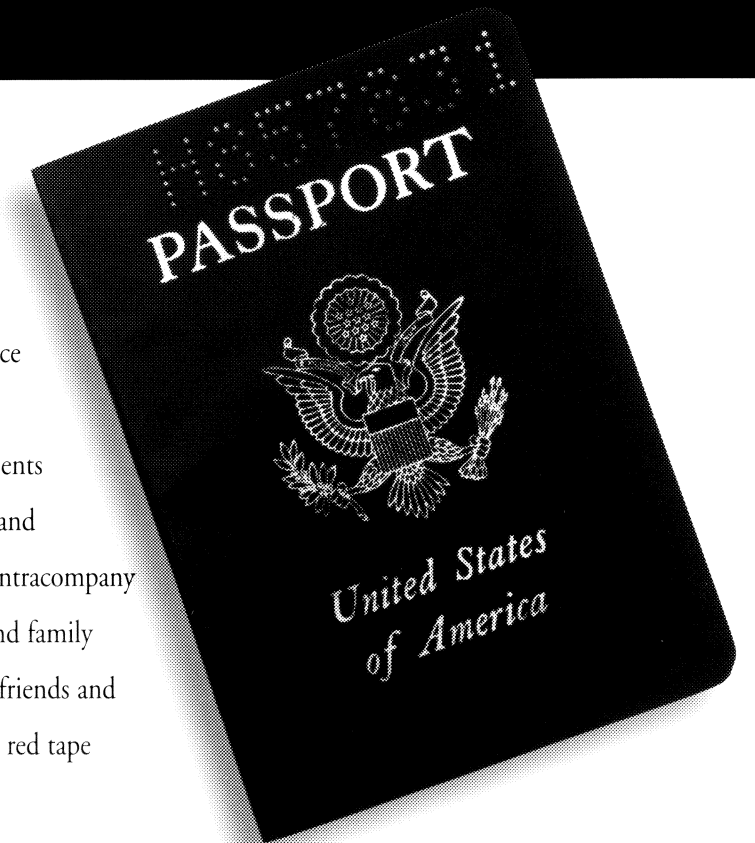 PASSPORT
United States
of America
ce
ents
and
ntracompany
nd family
friends and
red tape